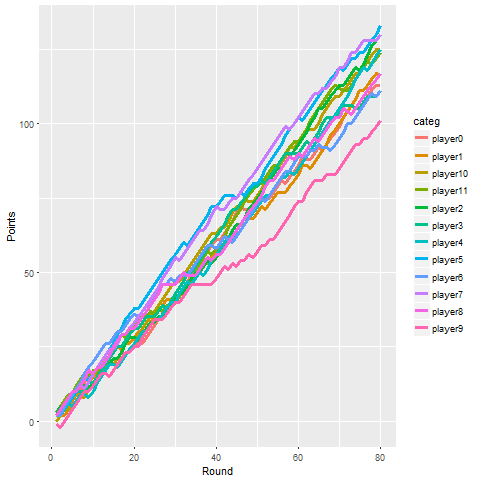 Points
100
50
0
0
20
40
60
80
Round
categ
player0
player1
player10
player11
player2
player3
player4
player5
player6
player7
player8
player9